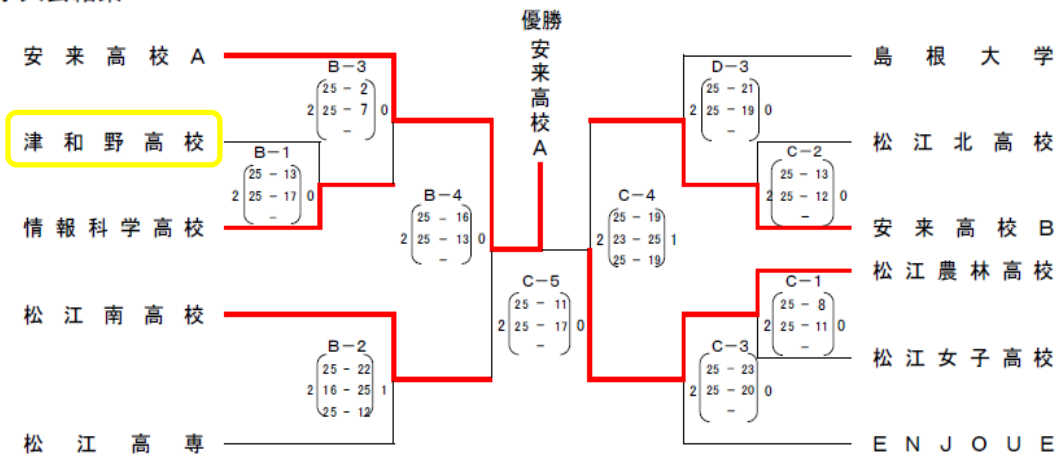 優勝
安来高校A
安来高校A
津和野高校
情報科学高校
松江南高校
松江高専
B-3
2 25-2 0
25-7
-
B-1
2 25-13 0
25-17
-
B-4
2 25-16 0
25-13
-
B-2
2 25-22 1
16-25
25-12
C-5
2 25-11 0
25-17
-
C-4
2 25-19 1
23-25
25-19
D-3
2 25-21 0
25-19
-
C-2
2 25-13 0
25-12
-
C-1
2 25-8 0
25-11
-
C-3
2 25-23 0
25-20
-
島根大学
松江北高校
安来高校B
松江農林高校
松江女子高校
ENJOUE